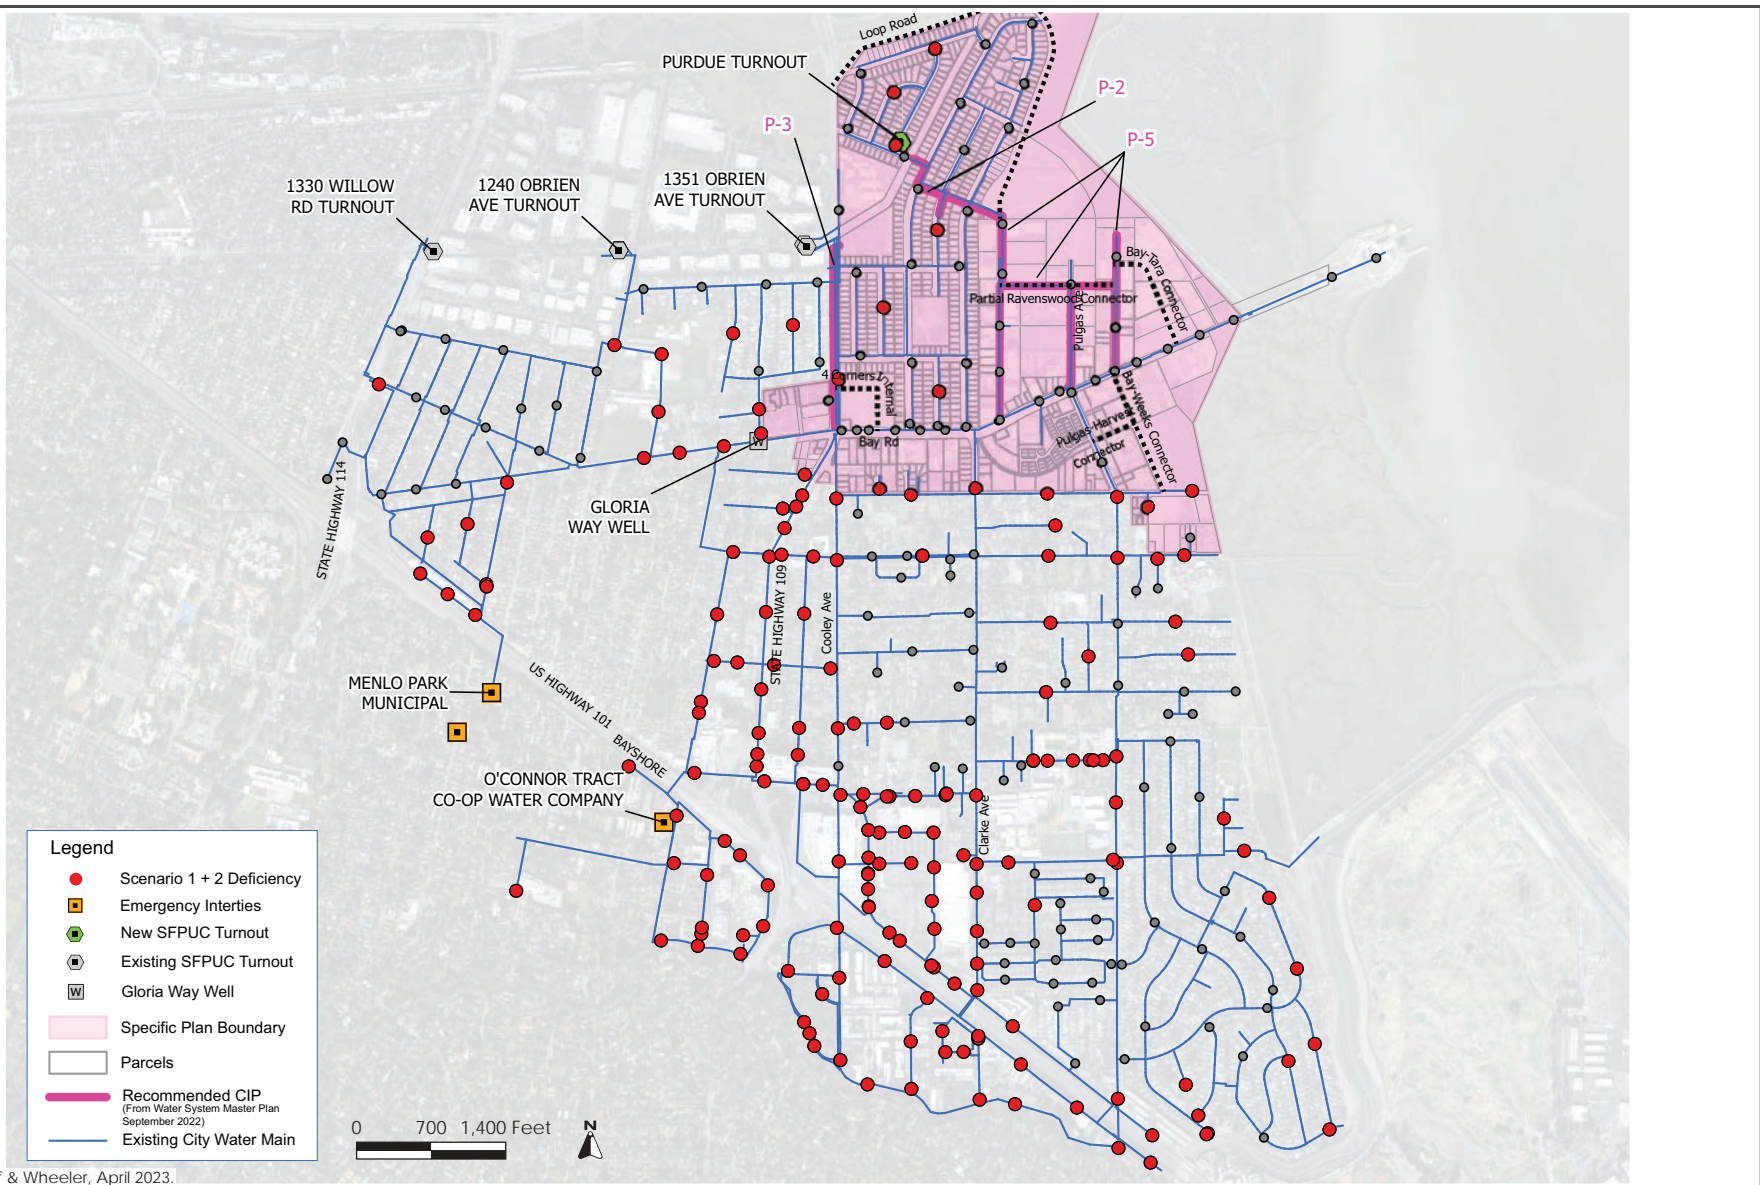 Loop Road
PURDUE TURNOUT
P-2
P-3
P-5
1330 WILLOW
RD TURNOUT
1240 OBRIEN
AVE TURNOUT
1351 OBRIEN
AVE TURNOUT
Bay-Tara Connector
Partial Ravenswood Connector
Pulgas Ave
4 Corners Internal
Bay-Weeks Connector
Pulgas-Harvest
Connector
Bay Rd
W
GLORIA
WAY WELL
STATE HIGHWAY 114
STATE HIGHWAY 109
Cooley Ave
MENLO PARK
MUNICIPAL
US HIGHWAY 101
BAYSHORE
O'CONNOR TRACT
CO-OP WATER COMPANY
Clarke Ave
Legend
Scenario 1 + 2 Deficiency
Emergency Interties
New SFPUC Turnout
Existing SFPUC Turnout
W Gloria Way Well
Specific Plan Boundary
Parcels
Recommended CIP
(From Water System Master Plan
September 2022)
Existing City Water Main
0 700 1,400 Feet
N
& Wheeler, April 2023.